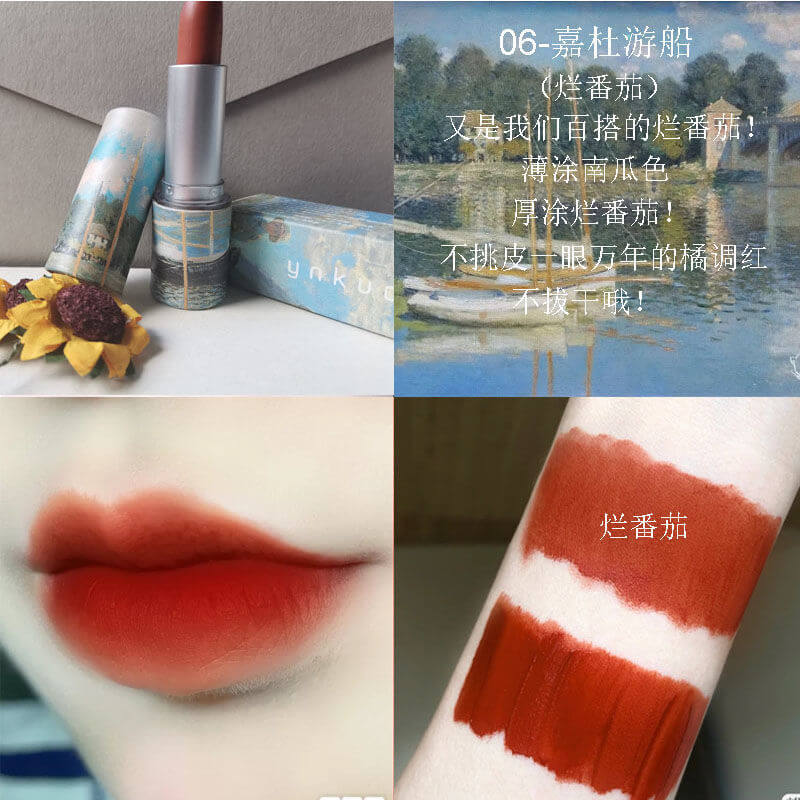 06-嘉杜游船
（烂番茄）
又是我们百搭的烂番茄！
薄涂南瓜色
厚涂烂番茄！
不挑皮一眼万年的橘调红
不拔干哦！
烂番茄